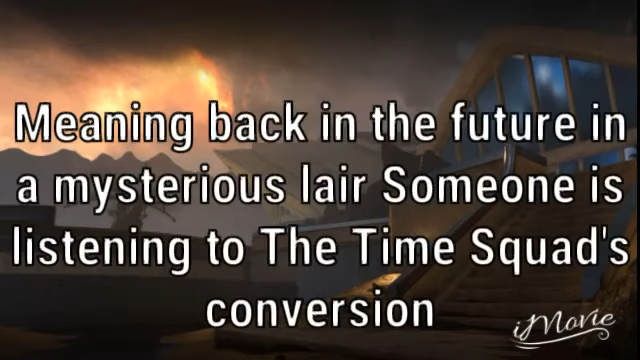 Meaning back in the future in
a mysterious lair Someone is
listening to The Time Squad's
conversion
iMovie